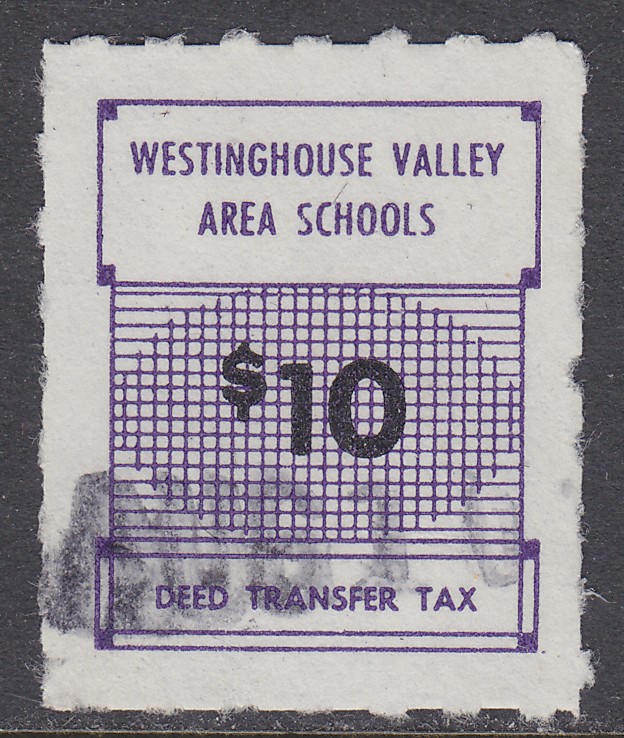 WESTINGHOUSE VALLEY
AREA SCHOOLS
$10
DEED TRANSFER TAX